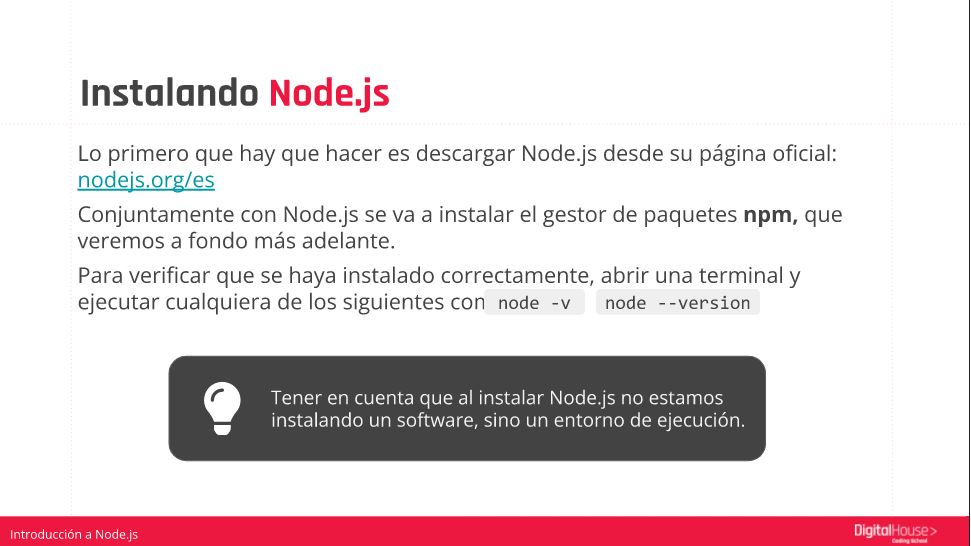 Instalando Node.js
Lo primero que hay que hacer es descargar Node.js desde su página oficial:
nodejs.org/es
Conjuntamente con Node.js se va a instalar el gestor de paquetes npm, que
veremos a fondo más adelante.
Para verificar que se haya instalado correctamente, abrir una terminal y
ejecutar cualquiera de los siguientes con node -v node --version
Tener en cuenta que al instalar Node.js no estamos
instalando un software, sino un entorno de ejecución.
Introducción a Node.js
DigitalHouse>
Coding School